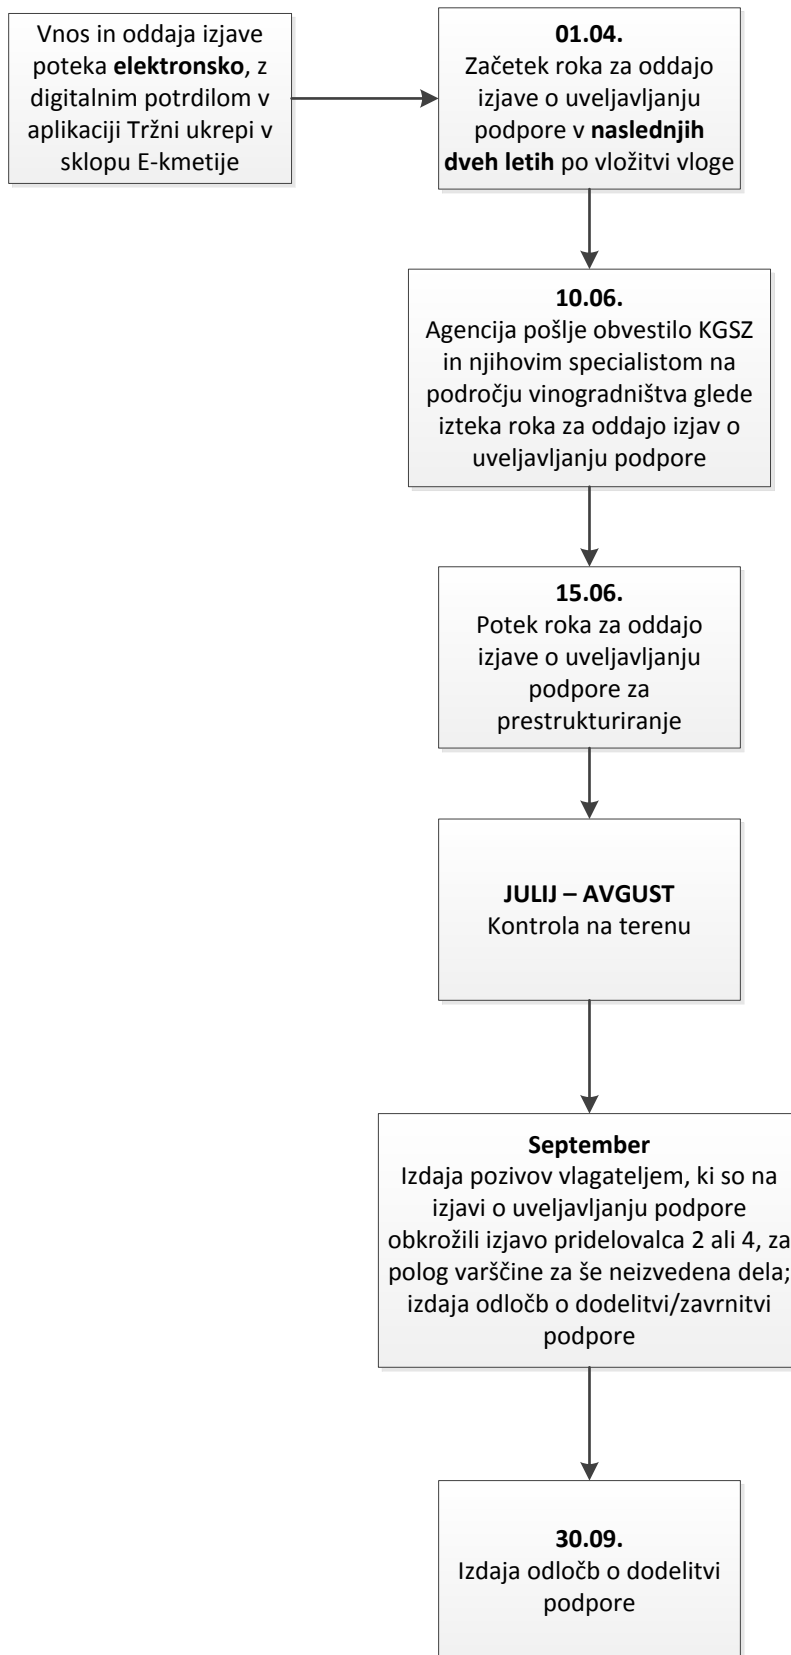 Vnos in oddaja izjave
poteka elektronsko, z
digitalnim potrdilom v
aplikaciji Tržni ukrepi v
sklopu E-kmetije
01.04.
Začetek roka za oddajo
izjave o uveljavljanju
podpore v naslednjih
dveh letih po vložitvi vloge
10.06.
Agencija pošlje obvestilo KGSZ
in njihovim specialistom na
področju vinogradništva glede
izteka roka za oddajo izjav o
uveljavljanju podpore
15.06.
Potek roka za oddajo
izjave o uveljavljanju
podpore za
prestrukturiranje
JULIJ – AVGUST
Kontrola na terenu
September
Izdaja pozivov vlagateljem, ki so na
izjavi o uveljavljanju podpore
obkrožili izjavo pridelovalca 2 ali 4, za
polog varščine za še neizvedena dela;
izdaja odločb o dodelitvi/zavrnitvi
podpore
30.09.
Izdaja odločb o dodelitvi
podpore